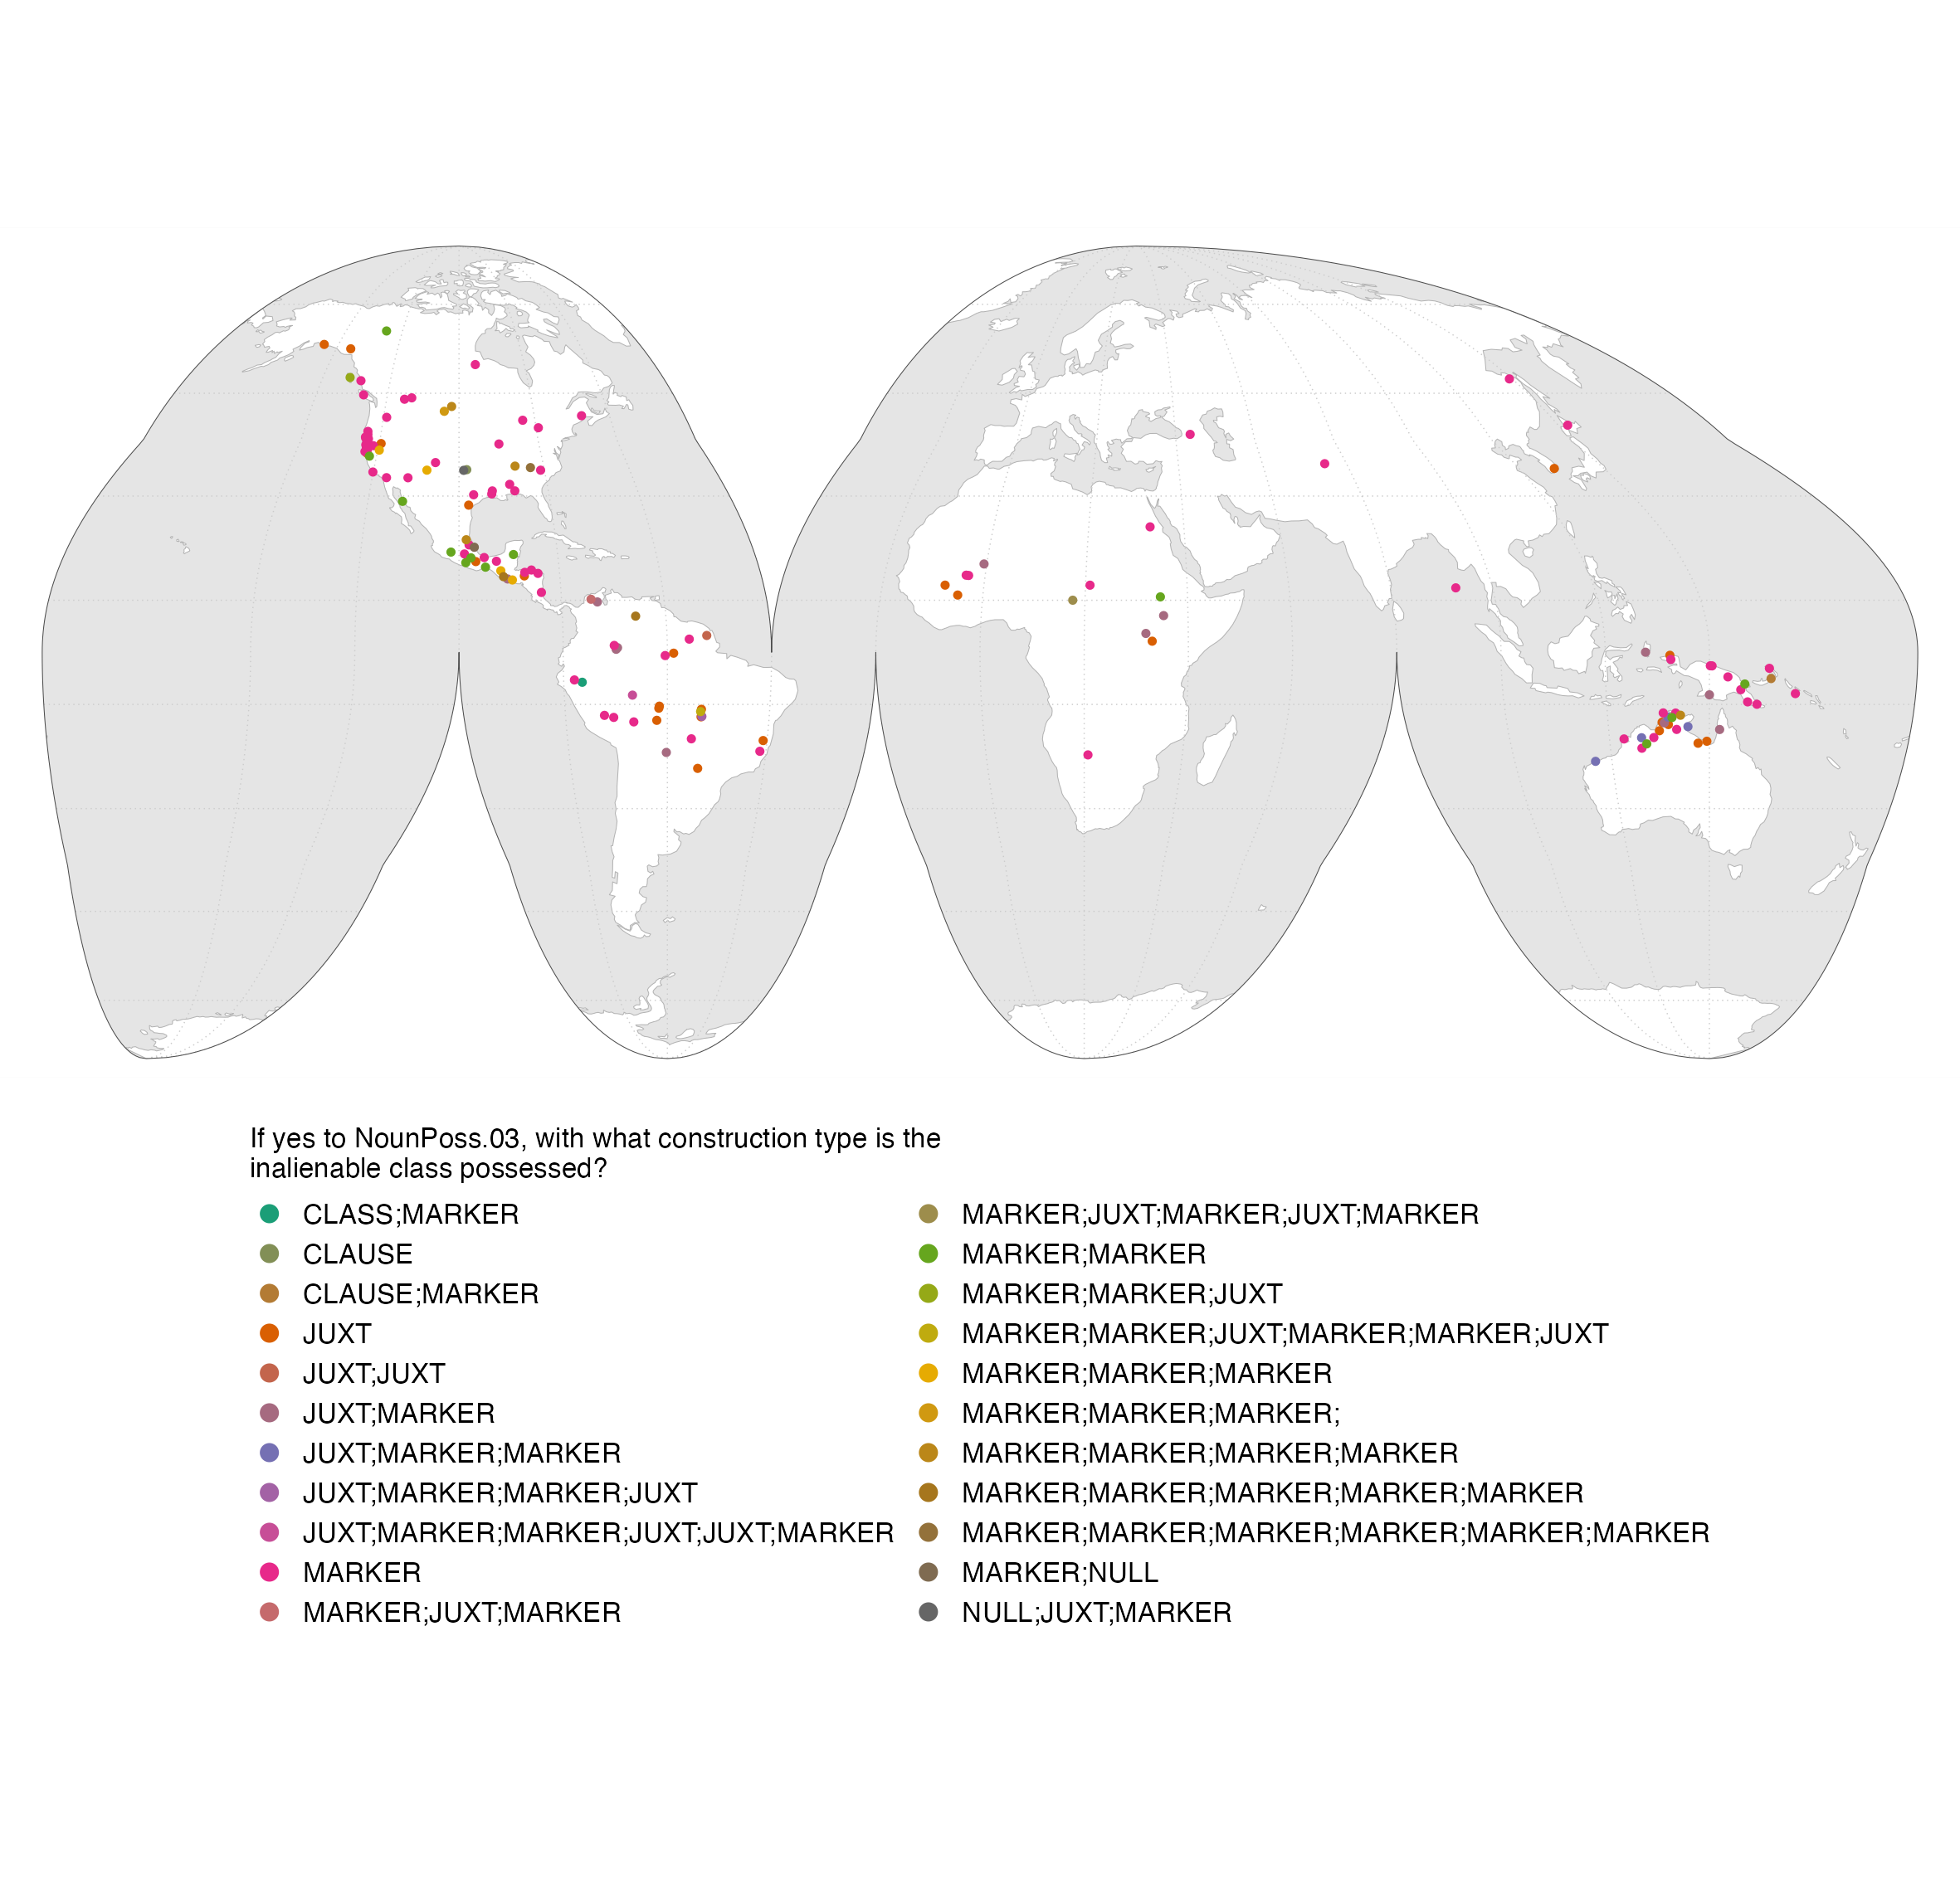 If yes to NounPoss.03, with what construction type is the
inalienable class possessed?
CLASS;MARKER
CLAUSE
CLAUSE;MARKER
JUXT
JUXT;JUXT
JUXT;MARKER
JUXT;MARKER;MARKER
JUXT;MARKER;MARKER;JUXT
JUXT;MARKER;MARKER;JUXT;JUXT;MARKER
MARKER
MARKER;JUXT;MARKER
MARKER;JUXT;MARKER;JUXT;MARKER
MARKER;MARKER
MARKER;MARKER;JUXT
MARKER;MARKER;JUXT;MARKER;MARKER;JUXT
MARKER;MARKER;MARKER
MARKER;MARKER;MARKER;
MARKER;MARKER;MARKER;MARKER
MARKER;MARKER;MARKER;MARKER;MARKER
MARKER;MARKER;MARKER;MARKER;MARKER;MARKER
MARKER;NULL
NULL;JUXT;MARKER